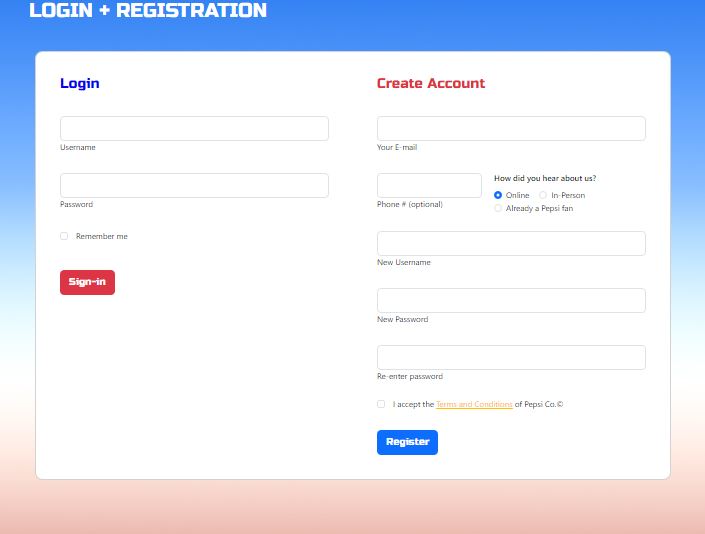 LOGIN + REGISTRATION
Login
Username
Password
Remember me
Sign-in
Create Account
Your E-mail
Phone # (optional)
How did you hear about us?
Online In-Person
Already a Pepsi fan
New Username
New Password
Re-enter password
I accept the Terms and Conditions of Pepsi Co.©
Register